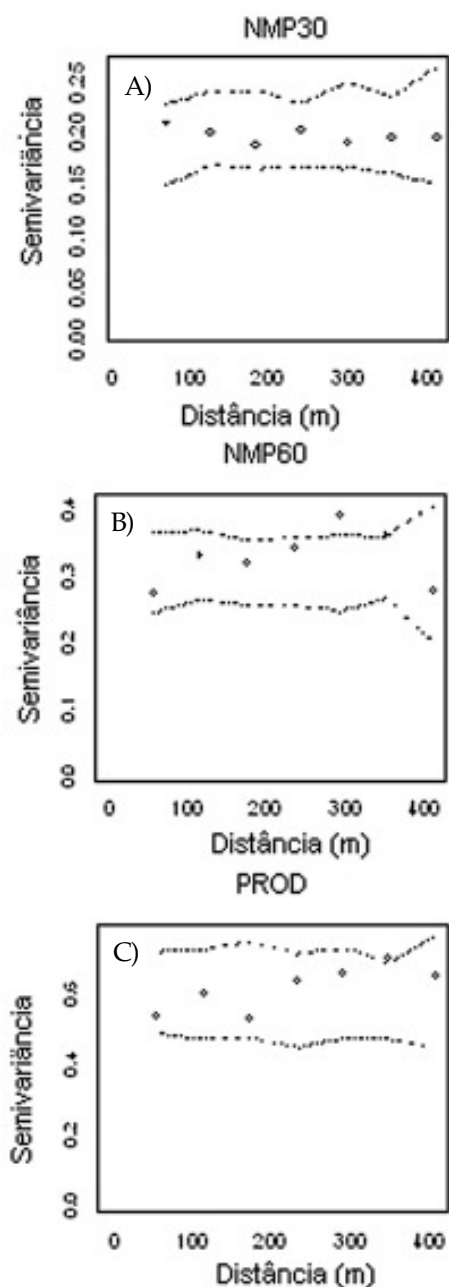 NMP30
A)
Semivariância
0.00 0.05 0.10 0.15 0.20 0.25
0 100 200 300 400
Distância (m)
NMP60
B)
Semivariância
0.0 0.1 0.2 0.3 0.4
0 100 200 300 400
Distância (m)
PROD
C)
Semivariância
0.0 0.2 0.4 0.6
0 100 200 300 400
Distância (m)